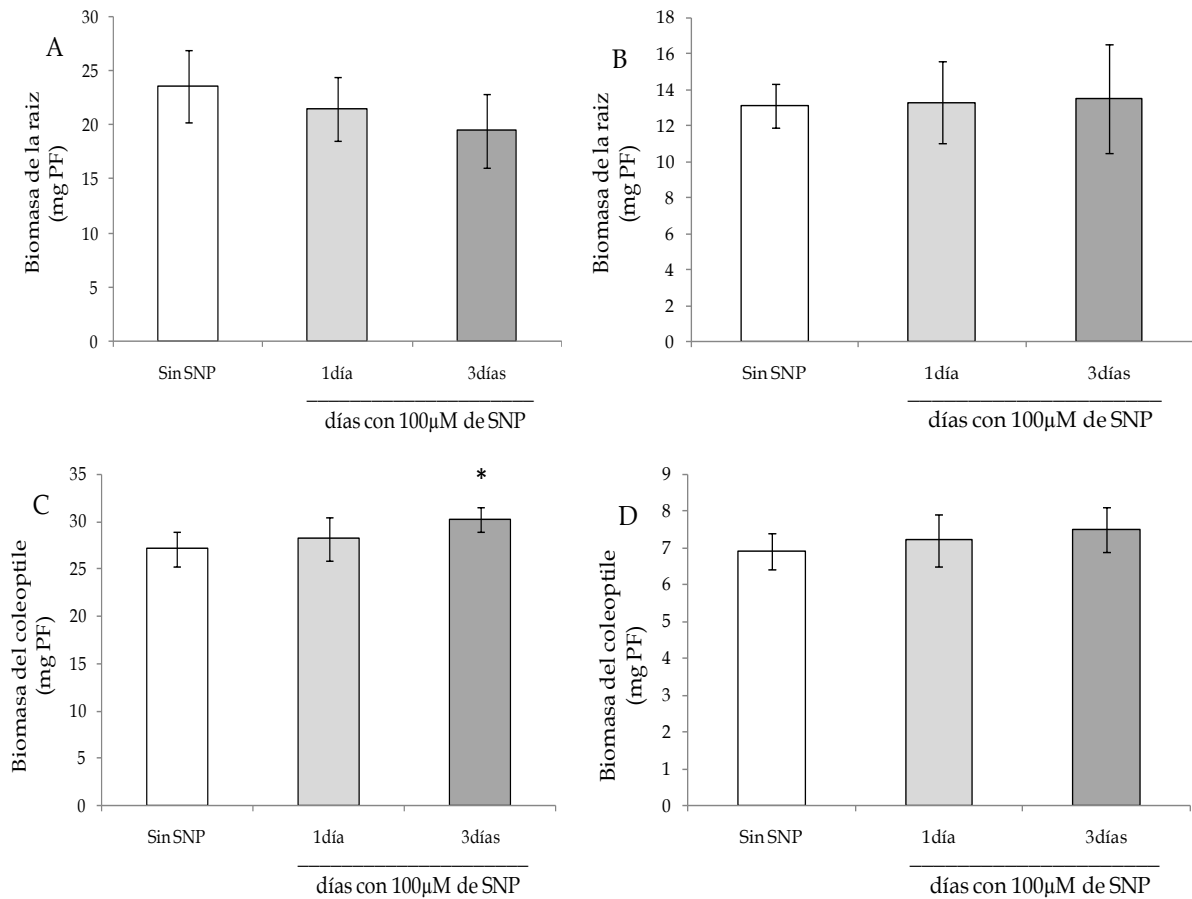 A
Biomasa de la raiz
(mg PF)
30
25
20
15
10
5
0
Sin SNP
1día
3días
días con 100µM de SNP
B
Biomasa de la raiz
(mg PF)
18
16
14
12
10
8
6
4
2
0
Sin SNP
1día
3días
días con 100µM de SNP
C
Biomasa del coleoptile
(mg PF)
35
30
25
20
15
10
5
0
*
Sin SNP
1día
3días
días con 100µM de SNP
D
Biomasa del coleoptile
(mg PF)
9
8
7
6
5
4
3
2
1
0
Sin SNP
1día
3días
días con 100µM de SNP